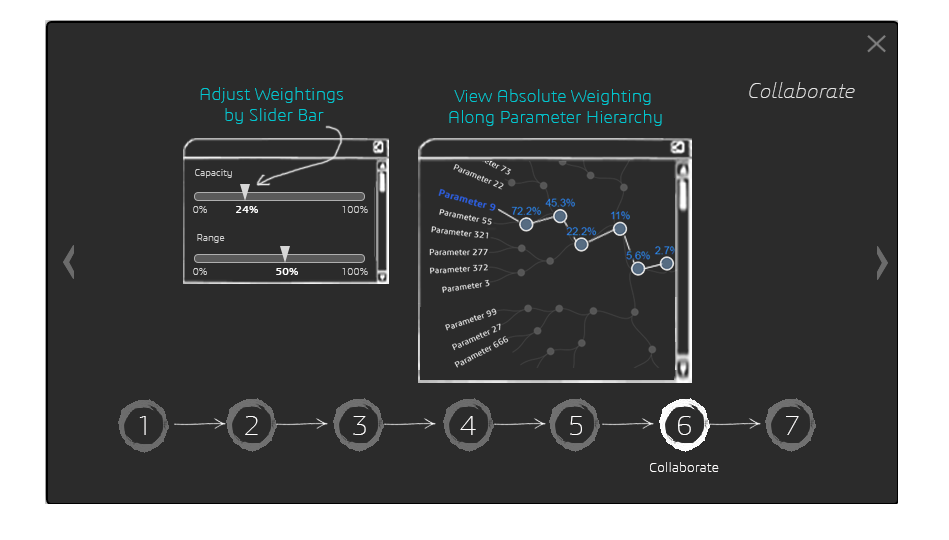 Collaborate
Adjust Weightings
by Slider Bar
Capacity
0% 24% 100%
Range
0% 50% 100%
View Absolute Weighting
Along Parameter Hierarchy
Parameter 22
Parameter 9
Parameter 55
Parameter 321
Parameter 277
Parameter 372
Parameter 3
Parameter 99
Parameter 27
Parameter 666
72.2% 45.3% 22.2% 11% 5.6% 2.7%
1 2 3 4 5 6 7
Collaborate